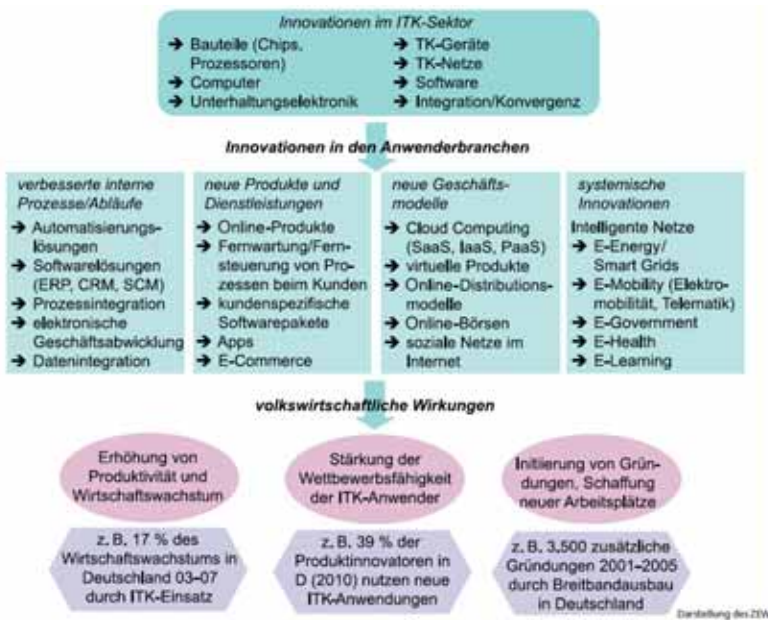 Innovationen im ITK-Sektor
➔ Bauteile (Chips,
Prozessoren)
➔ Computer
➔ Unterhaltungselektronik
➔ TK-Geräte
➔ TK-Netze
➔ Software
➔ Integration/Konvergenz
Innovationen in den Anwenderbranchen
verbesserte interne
Prozesse/Abläufe
➔ Automatisierungs-
lösungen
➔ Softwarelösungen
(ERP, CRM, SCM)
➔ Prozessintegration
➔ elektronische
Geschäftsabwicklung
➔ Datenintegration
neue Produkte und
Dienstleistungen
➔ Online-Produkte
➔ Fernwartung/Fern-
steuerung von Pro-
zessen beim Kunden
➔ kundenspezifische
Softwarepakete
➔ Apps
➔ E-Commerce
neue Geschäfts-
modelle
➔ Cloud Computing
(SaaS, IaaS, PaaS)
➔ virtuelle Produkte
➔ Online-Distributions-
modelle
➔ Online-Börsen
➔ soziale Netze im
Internet
systemische
Innovationen
Intelligente Netze
➔ E-Energy/
Smart Grids
➔ E-Mobility (Elektro-
mobilität, Telematik)
➔ E-Government
➔ E-Health
➔ E-Learning
volkswirtschaftliche Wirkungen
Erhöhung von
Produktivität und
Wirtschaftswachstum
Stärkung der
Wettbewerbsfähigkeit
der ITK-Anwender
Initiierung von Grün-
dungen, Schaffung
neuer Arbeitsplätze
z. B. 17 % des
Wirtschaftswachstums in
Deutschland 03–07
durch ITK-Einsatz
z. B. 39 % der
Produktinnovatoren in
D (2010) nutzen neue
ITK-Anwendungen
z. B. 3.500 zusätzliche
Gründungen 2001–2005
durch Breitbandausbau
in Deutschland
Darstellung des ZEW